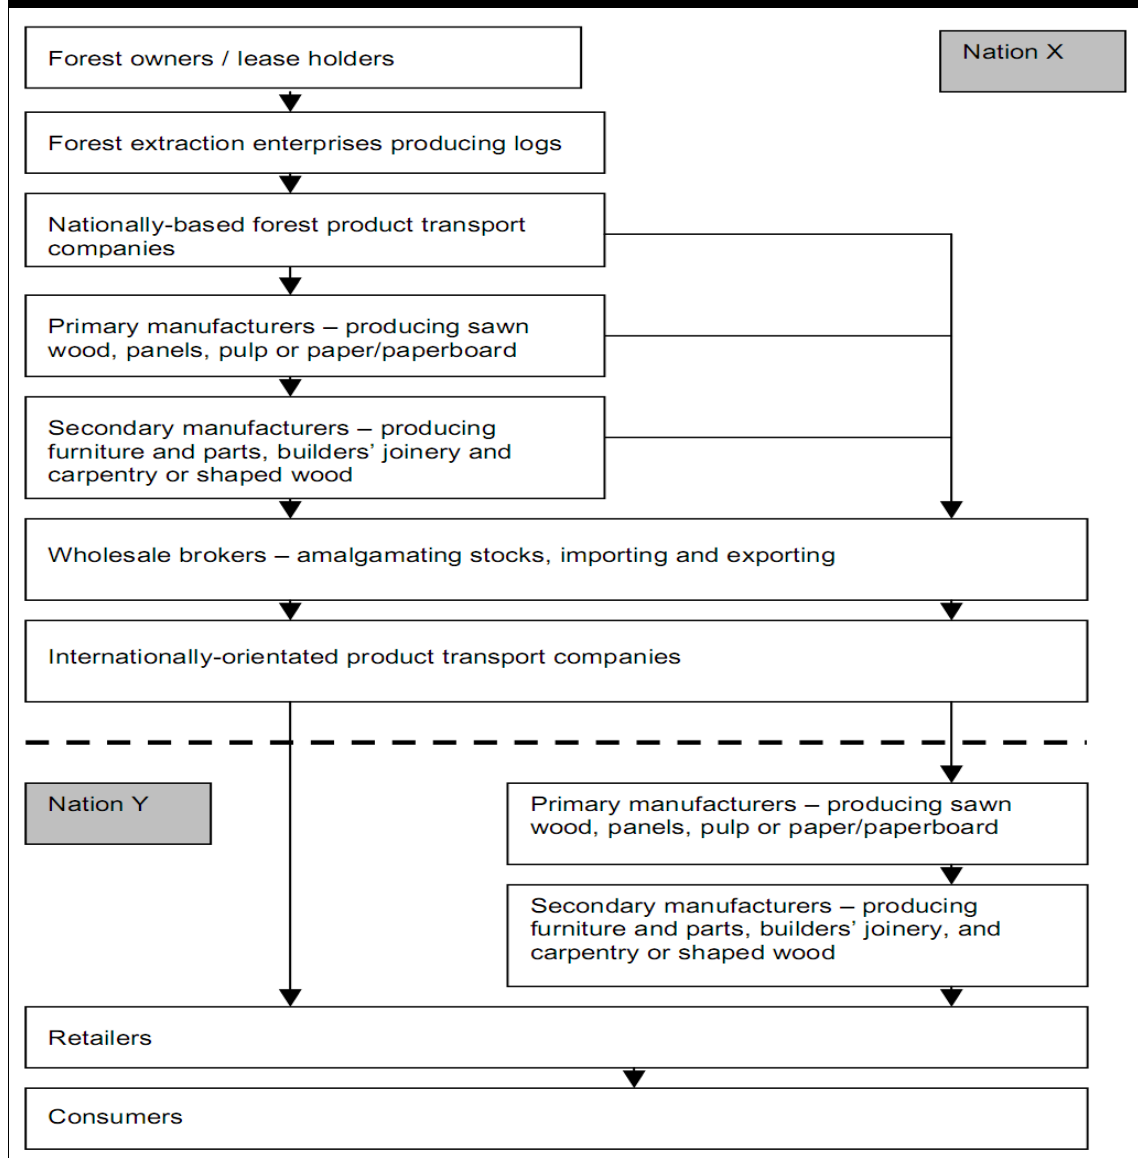 Forest owners / lease holders
Nation X
Forest extraction enterprises producing logs
Nationally-based forest product transport
companies
Primary manufacturers – producing sawn
wood, panels, pulp or paper/paperboard
Secondary manufacturers – producing
furniture and parts, builders’ joinery and
carpentry or shaped wood
Wholesale brokers – amalgamating stocks, importing and exporting
Internationally-orientated product transport companies
Nation Y
Primary manufacturers – producing sawn
wood, panels, pulp or paper/paperboard
Secondary manufacturers – producing
furniture and parts, builders’ joinery, and
carpentry or shaped wood
Retailers
Consumers